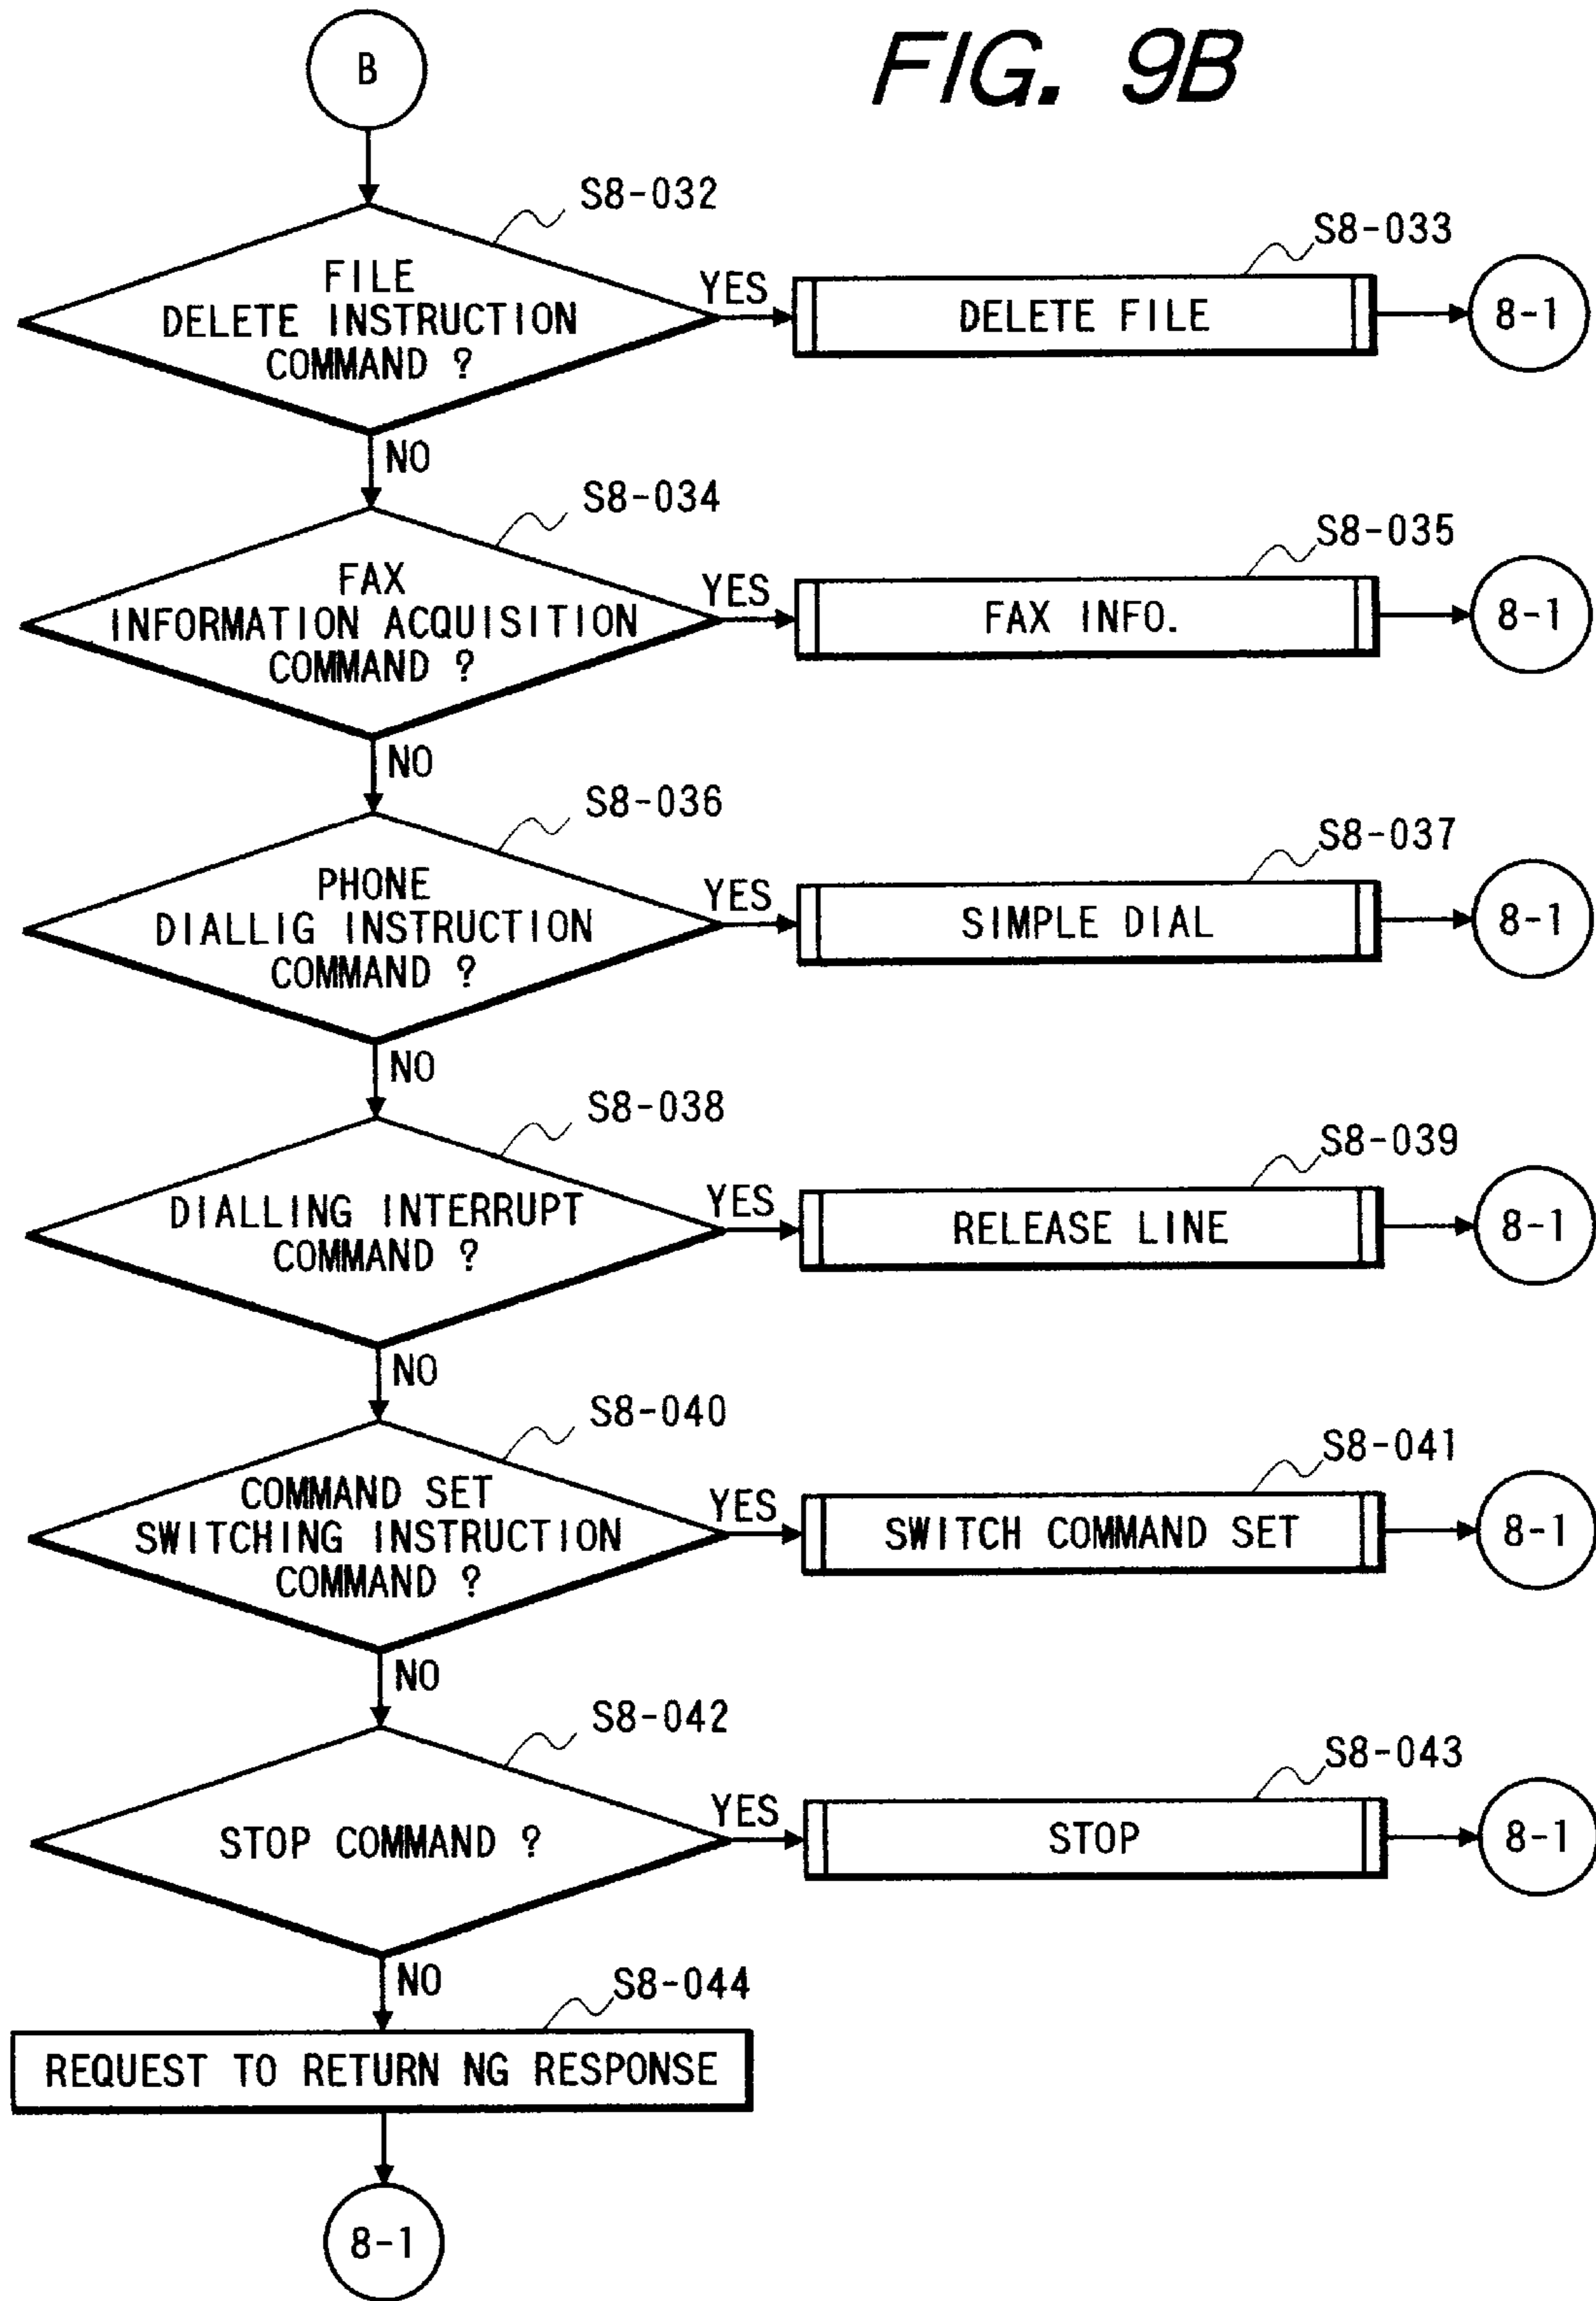 FIG. 9B
B
S8-032
FILE
DELETE INSTRUCTION
COMMAND ?
YES
S8-033
DELETE FILE
8-1
NO
S8-034
FAX
INFORMATION ACQUISITION
COMMAND ?
YES
S8-035
FAX INFO.
8-1
NO
S8-036
PHONE
DIALLIG INSTRUCTION
COMMAND ?
YES
S8-037
SIMPLE DIAL
8-1
NO
S8-038
DIALLING INTERRUPT
COMMAND ?
YES
S8-039
RELEASE LINE
8-1
NO
S8-040
COMMAND SET
SWITCHING INSTRUCTION
COMMAND ?
YES
S8-041
SWITCH COMMAND SET
8-1
NO
S8-042
STOP COMMAND ?
YES
S8-043
STOP
8-1
NO
S8-044
REQUEST TO RETURN NG RESPONSE
8-1